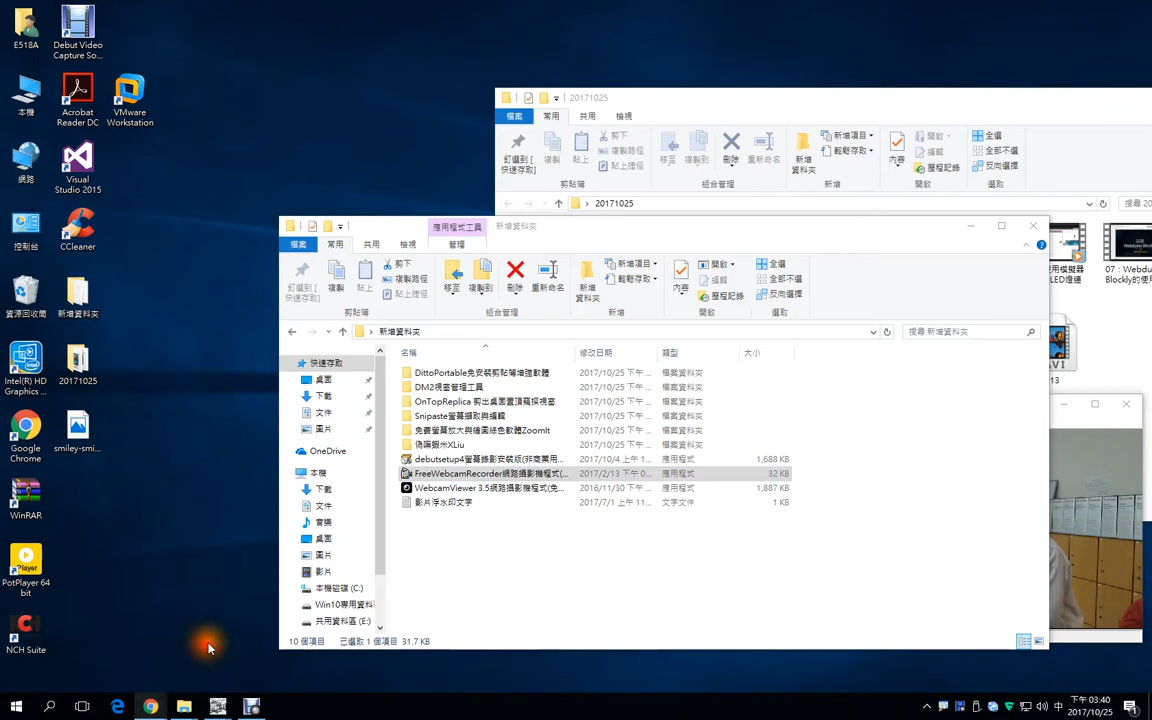 E518A
Debut Video
Capture So...
本機
Acrobat
Reader DC
VMware
Workstation
網路
Visual
Studio 2015
控制台
CCleaner
資源回收筒
新增資料夾
Intel(R) HD
Graphics ...
20171025
Google
Chrome
smiley-smi...
WinRAR
PotPlayer 64
bit
NCH Suite
20171025
檔案 常用 共用 檢視
釘選到 [
快速存取]
複製
貼上
剪下
複製路徑
貼上捷徑
剪貼簿
移至
複製到
刪除
重新命名
組合管理
新增
資料夾
新增項目
輕鬆存取
新增
內容
開啟
編輯
歷程記錄
開啟
全選
全部不選
反向選擇
選取
20171025
搜尋 20
07：Webdu
Blockly的使
應用程式工具
新增資料夾
檔案 常用 共用 檢視 管理
釘選到 [
快速存取]
複製
貼上
剪下
複製路徑
貼上捷徑
剪貼簿
移至
複製到
刪除
重新命名
組合管理
新增
資料夾
新增項目
輕鬆存取
新增
內容
開啟
編輯
歷程記錄
開啟
全選
全部不選
反向選擇
選取
新增資料夾
搜尋 新增資料夾
快速存取
桌面
下載
文件
圖片
OneDrive
本機
下載
文件
音樂
桌面
圖片
影片
本機磁碟 (C:)
Win10專用資料
共用資料區 (E:)
名稱 修改日期 類型 大小
DittoPortable免安裝剪貼簿增強軟體 2017/10/25 下午 ... 檔案資料夾
DM2視窗管理工具 2017/10/25 下午 ... 檔案資料夾
OnTopReplica 剪出桌面置頂窺探視窗 2017/10/25 下午 ... 檔案資料夾
Snipaste螢幕擷取與編輯 2017/10/25 下午 ... 檔案資料夾
免費螢幕放大與繪圖綠色軟體ZoomIt 2017/10/25 下午 ... 檔案資料夾
偽嘸蝦米XLiu 2017/10/25 下午 ... 檔案資料夾
debutsetup4螢幕錄影安裝版(非商業用... 2017/10/4 上午 1... 應用程式 1,688 KB
FreeWebcamRecorder網路攝影機程式(... 2017/2/13 下午 0... 應用程式 32 KB
WebcamViewer 3.5網路攝影機程式(免... 2016/11/30 下午 ... 應用程式 1,887 KB
影片浮水印文字 2017/7/1 上午 11... 文字文件 1 KB
10 個項目 已選取 1 個項目 31.7 KB
中
下午 03:40
2017/10/25
1